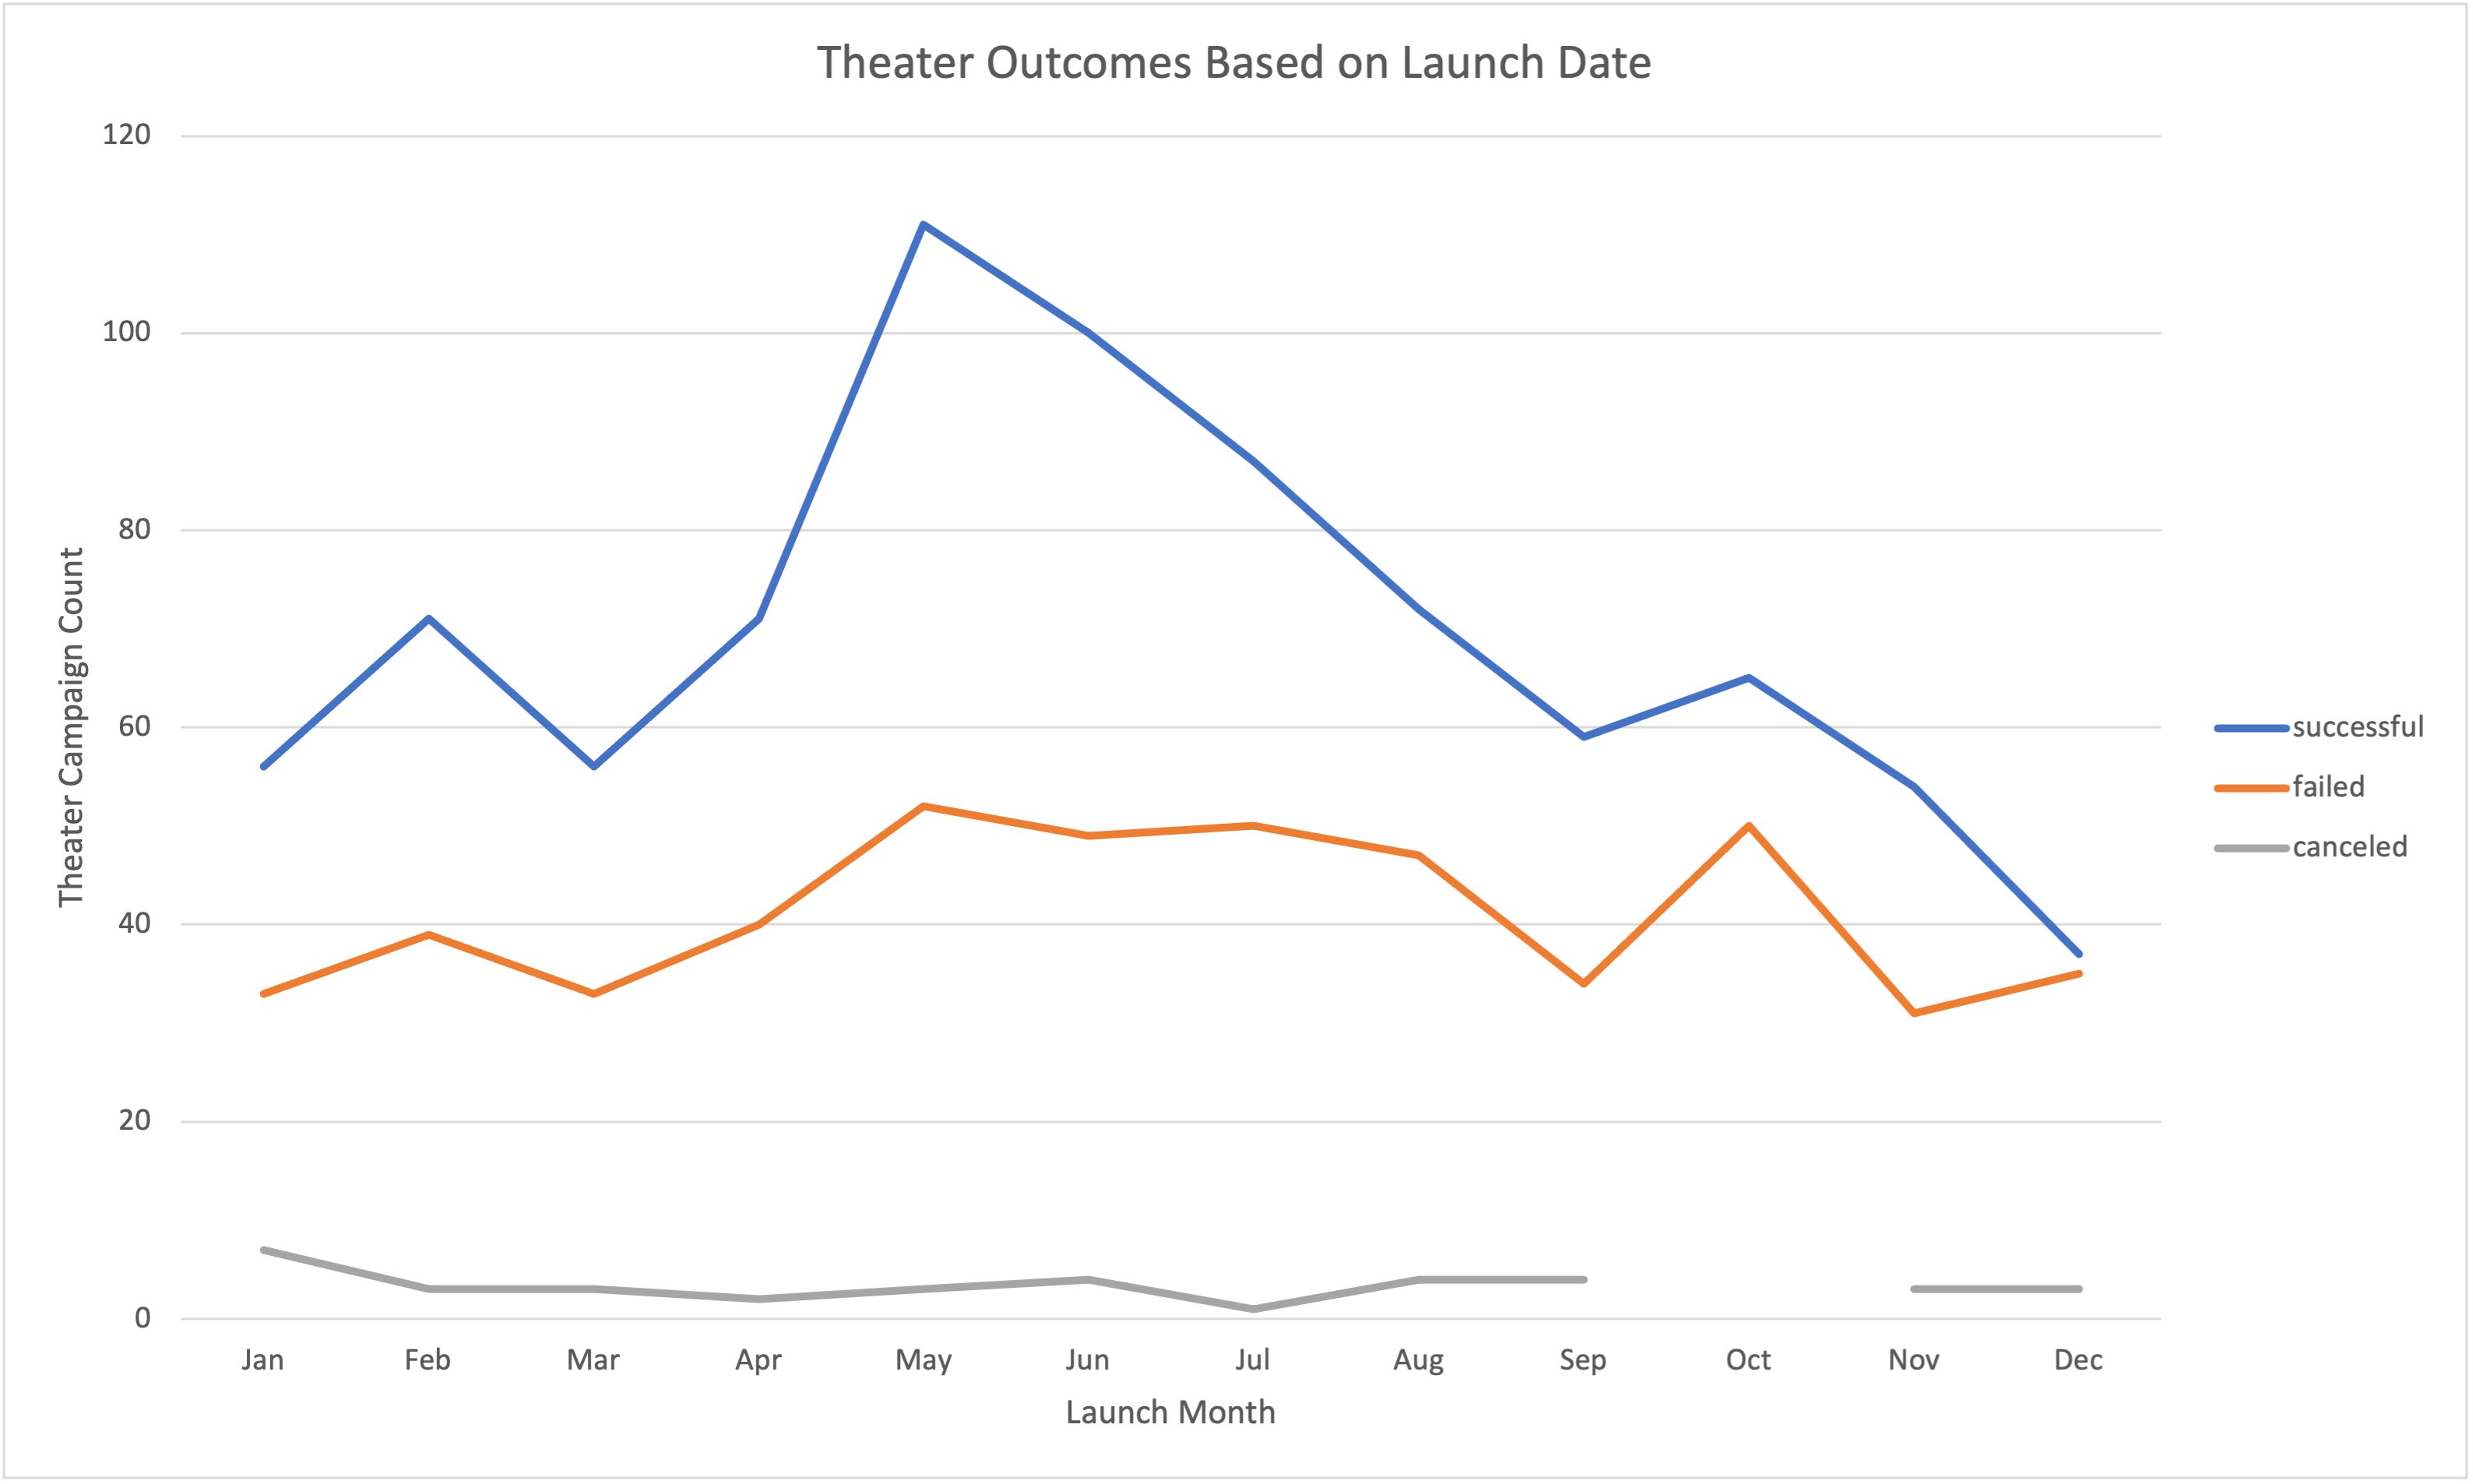 Theater Outcomes Based on Launch Date
120
100
80
60
40
20
0
Theater Campaign Count
Jan Feb Mar Apr May Jun Jul Aug Sep Oct Nov Dec
Launch Month
successful
failed
canceled